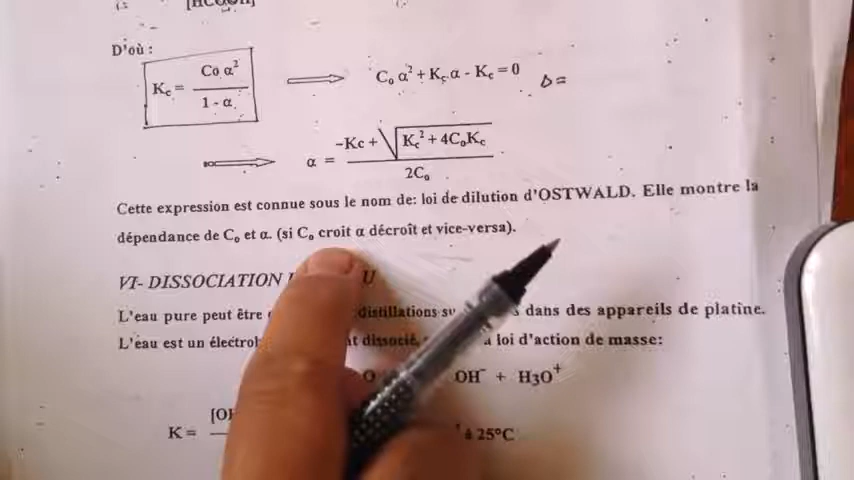 [HCOOH]
D'où :
Kc = Co α² / 1 - α ⟹ Co α² + Kc α - Kc = 0 Δ =
⟹ α = -Kc + √Kc² + 4CoKc / 2Co
Cette expression est connue sous le nom de: loi de dilution d'OSTWALD. Elle montre la
dépendance de Co et α. (si Co croit α décroît et vice-versa).
VI- DISSOCIATION U
L'eau pure peut être distillations dans des appareils de platine.
L'eau est un dissocié, loi d'action de masse:
O OH⁻ + H3O⁺
K = à 25°C